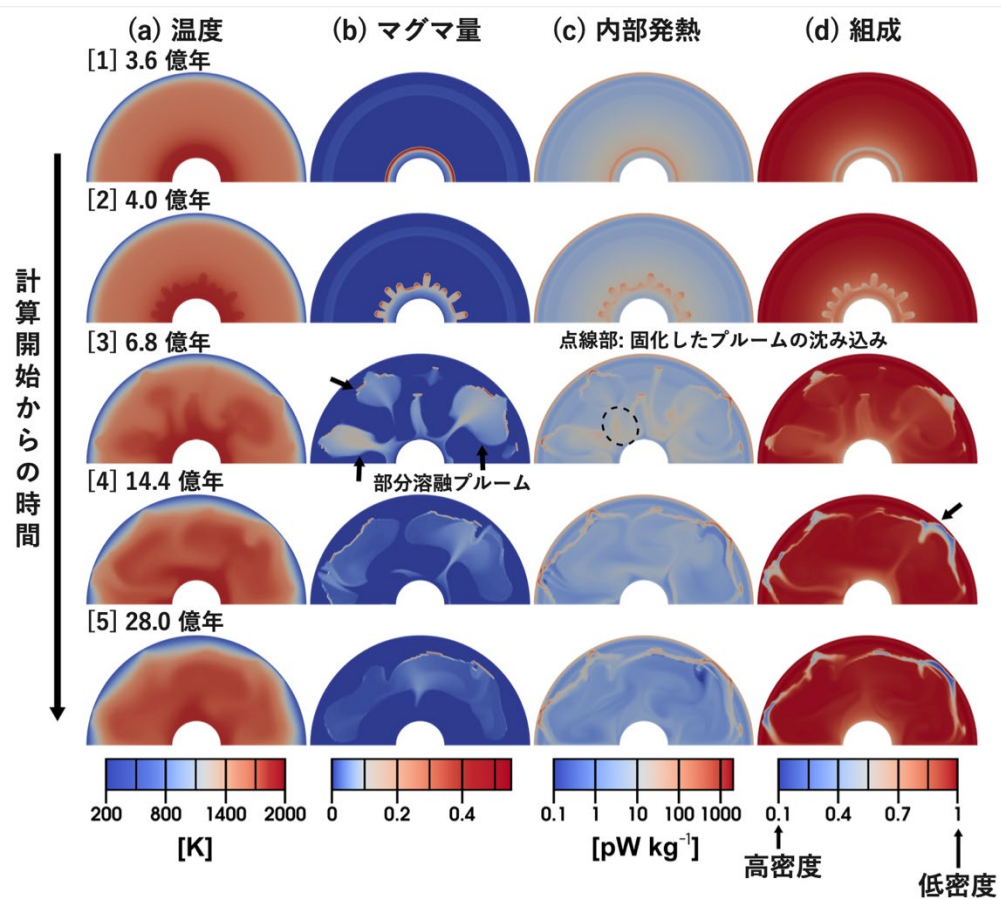 (a) 温度 (b) マグマ量 (c) 内部発熱 (d) 組成
[1] 3.6 億年
[2] 4.0 億年
計算開始からの時間
点線部: 固化したプルームの沈み込み
[3] 6.8 億年
部分溶融プルーム
[4] 14.4 億年
[5] 28.0 億年
200 800 1400 2000
[K]
0 0.2 0.4
0.1 1 10 100 1000
[pW kg⁻¹]
0.1 0.4 0.7 1
高密度
低密度